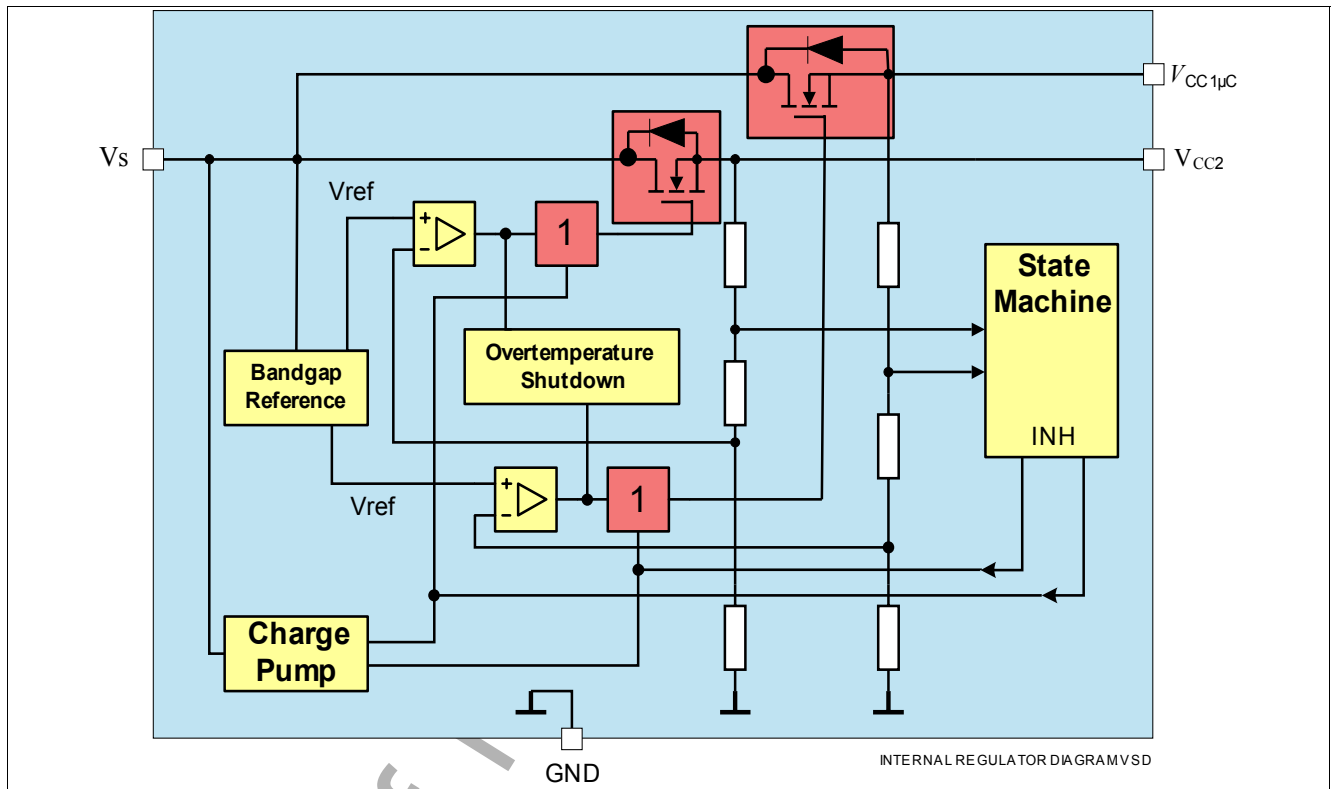 V CC1µC
Vs
VCC2
Vref
+
-
1
State
Machine
Overtemperature
Shutdown
Bandgap
Reference
INH
+
-
1
Vref
Charge
Pump
INTERNAL REGULATOR DIAGRAM.VSD
GND